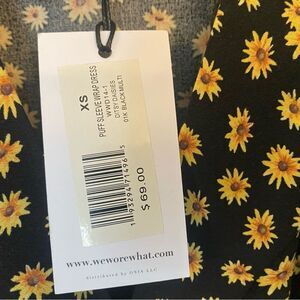 XS
PUFF SLEEVE WRAP DRESS
WWD14-1
DITSY DAISIES
01K BLACK MULTI
$ 69.00
www.weworewhat.com
distributed by ONIA LLC